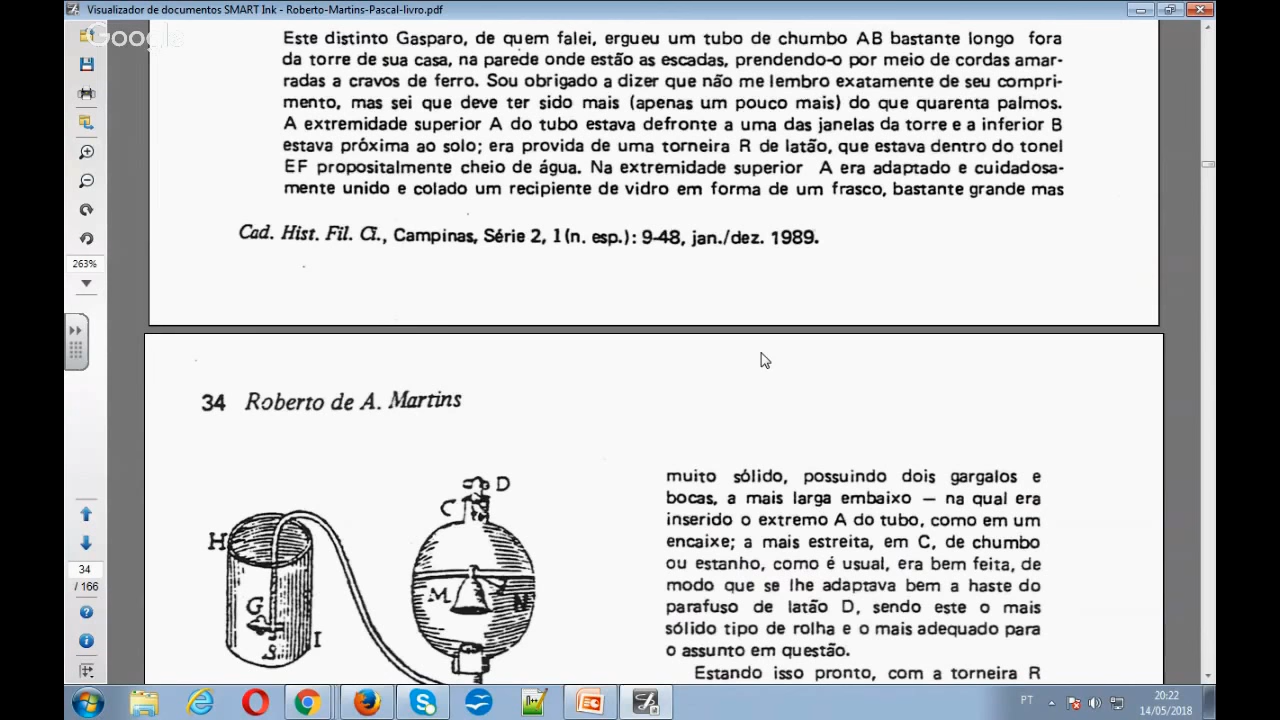 Visualizador de documentos SMART Ink - Roberto-Martins-Pascal-livro.pdf
Google
Este distinto Gasparo, de quem falei, ergueu um tubo de chumbo AB bastante longo fora
da torre de sua casa, na parede onde estão as escadas, prendendo-o por meio de cordas amar-
radas a cravos de ferro. Sou obrigado a dizer que não me lembro exatamente de seu compri-
mento, mas sei que deve ter sido mais (apenas um pouco mais) do que quarenta palmos.
A extremidade superior A do tubo estava defronte a uma das janelas da torre e a inferior B
estava próxima ao solo; era provida de uma torneira R de latão, que estava dentro do tonel
EF propositalmente cheio de água. Na extremidade superior A era adaptado e cuidadosa-
mente unido e colado um recipiente de vidro em forma de um frasco, bastante grande mas
Cad. Hist. Fil. Ci., Campinas, Série 2, 1 (n. esp.): 9-48, jan./dez. 1989.
263%
34 Roberto de A. Martins
D
C
H
M
N
G
I
S
muito sólido, possuindo dois gargalos e
bocas, a mais larga embaixo — na qual era
inserido o extremo A do tubo, como em um
encaixe; a mais estreita, em C, de chumbo
ou estanho, como é usual, era bem feita, de
modo que se lhe adaptava bem a haste do
parafuso de latão D, sendo este o mais
sólido tipo de rolha e o mais adequado para
o assunto em questão.
Estando isso pronto, com a torneira R
34
/ 166
PT
20:22
14/05/2018